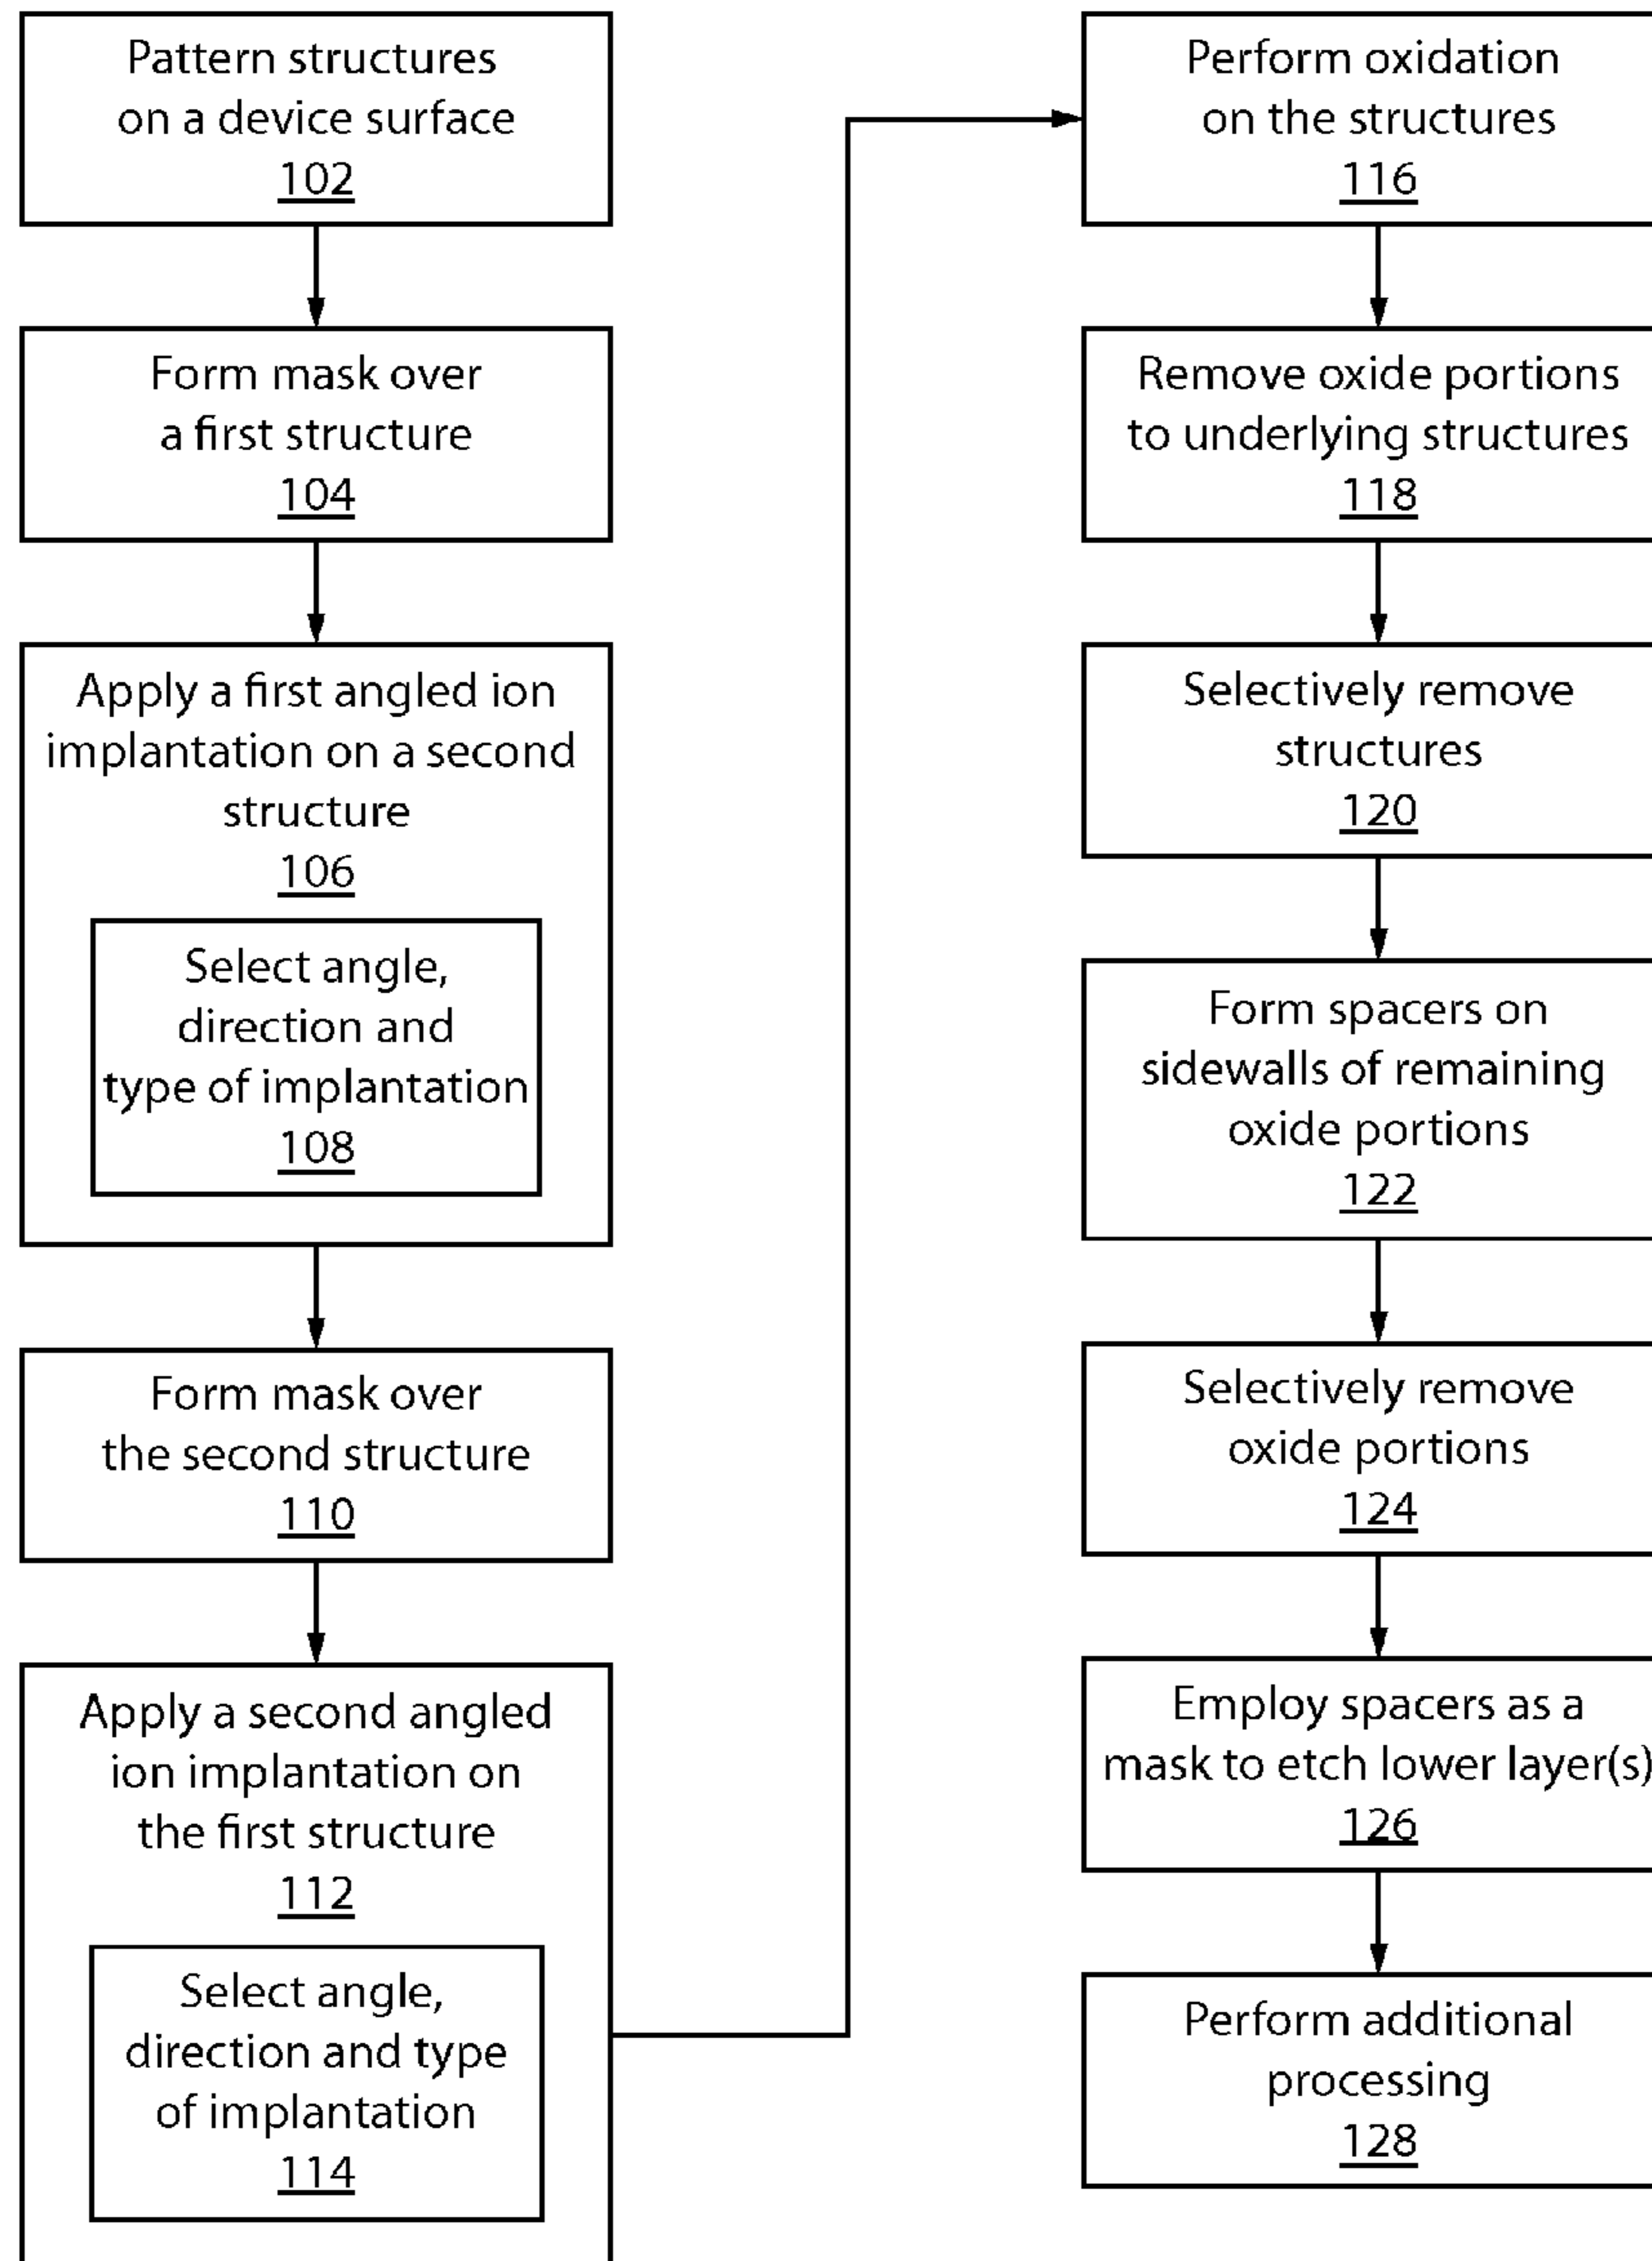 Pattern structures
on a device surface
102
Form mask over
a first structure
104
Apply a first angled ion
implantation on a second
structure
106
Select angle,
direction and
type of implantation
108
Form mask over
the second structure
110
Apply a second angled
ion implantation on
the first structure
112
Select angle,
direction and type
of implantation
114
Perform oxidation
on the structures
116
Remove oxide portions
to underlying structures
118
Selectively remove
structures
120
Form spacers on
sidewalls of remaining
oxide portions
122
Selectively remove
oxide portions
124
Employ spacers as a
mask to etch lower layer(s)
126
Perform additional
processing
128